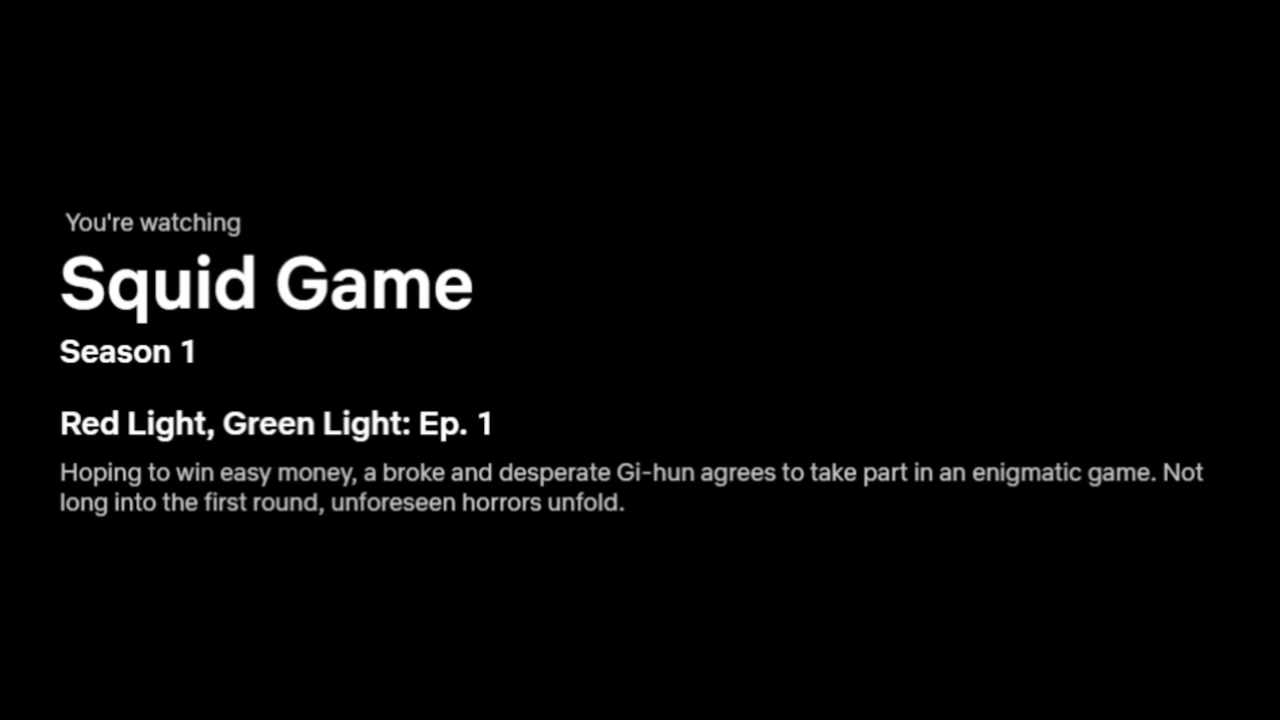 You're watching
Squid Game
Season 1
Red Light, Green Light: Ep. 1
Hoping to win easy money, a broke and desperate Gi-hun agrees to take part in an enigmatic game. Not
long into the first round, unforeseen horrors unfold.